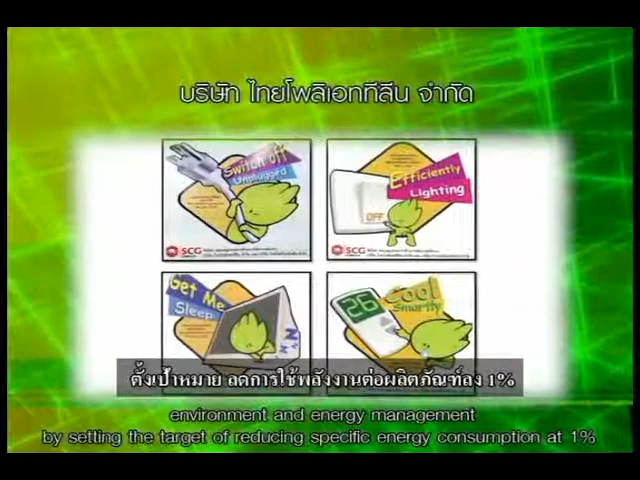 บริษัท ไทยโพลิเอททีลีน จำกัด
Switch off
Unplugged
Efficiently
Lighting
OFF
SCG
SCG
Get Me
Sleep
26
Cool
Smartly
ตั้งเป้าหมาย ลดการใช้พลังงานต่อผลิตภัณฑ์ลง 1%
environment and energy management
by setting the target of reducing specific energy consumption at 1%